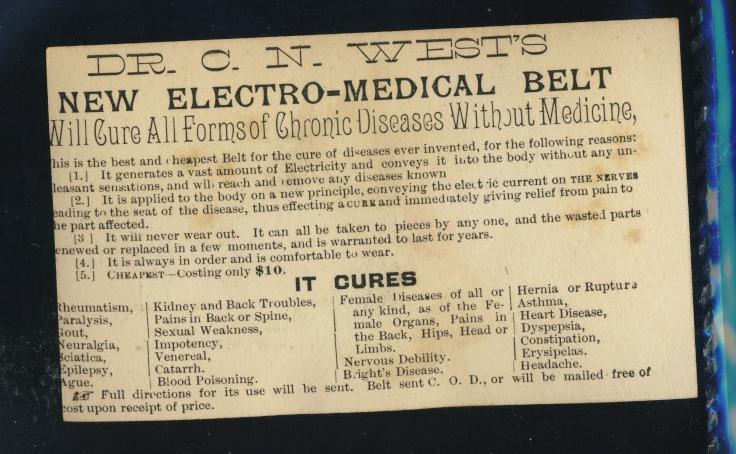 DR. C. N. WEST'S
NEW ELECTRO-MEDICAL BELT
Will Cure All Forms of Chronic Diseases Without Medicine,
his is the best and cheapest Belt for the cure of diseases ever invented, for the following reasons:
[1.] It generates a vast amount of Electricity and conveys it into the body without any un-
leasant sensations, and will reach and remove any diseases known
[2.] It is applied to the body on a new principle, conveying the electric current on THE NERVES
eading to the seat of the disease, thus effecting a CURE and immediately giving relief from pain to
he part affected.
[3 ] It will never wear out. It can all be taken to pieces by any one, and the wasted parts
enewed or replaced in a few moments, and is warranted to last for years.
[4.] It is always in order and is comfortable to wear.
[5.] CHEAPEST—Costing only $10.
IT CURES
Rheumatism,
Paralysis,
Gout,
Neuralgia,
Sciatica,
Epilepsy,
Ague.
Kidney and Back Troubles,
Pains in Back or Spine,
Sexual Weakness,
Impotency,
Venereal,
Catarrh.
Blood Poisoning.
Female Diseases of all or
any kind, as of the Fe-
male Organs, Pains in
the Back, Hips, Head or
Limbs.
Nervous Debility.
Bright's Disease.
Hernia or Rupture
Asthma,
Heart Disease,
Dyspepsia,
Constipation,
Erysipelas.
Headache.
☞ Full directions for its use will be sent. Belt sent C. O. D., or will be mailed free of
cost upon receipt of price.